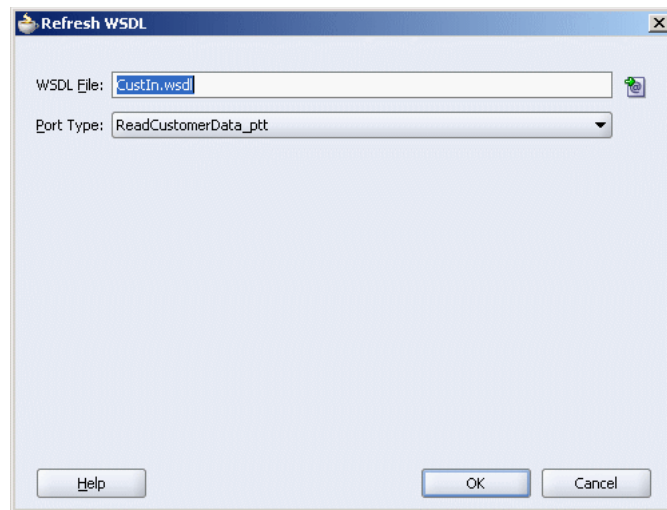 Refresh WSDL
WSDL File: CustIn.wsdl
Port Type: ReadCustomerData_ptt
Help OK Cancel